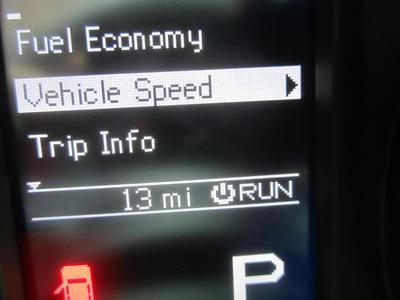 Fuel Economy
Vehicle Speed
Trip Info
13 mi RUN
P